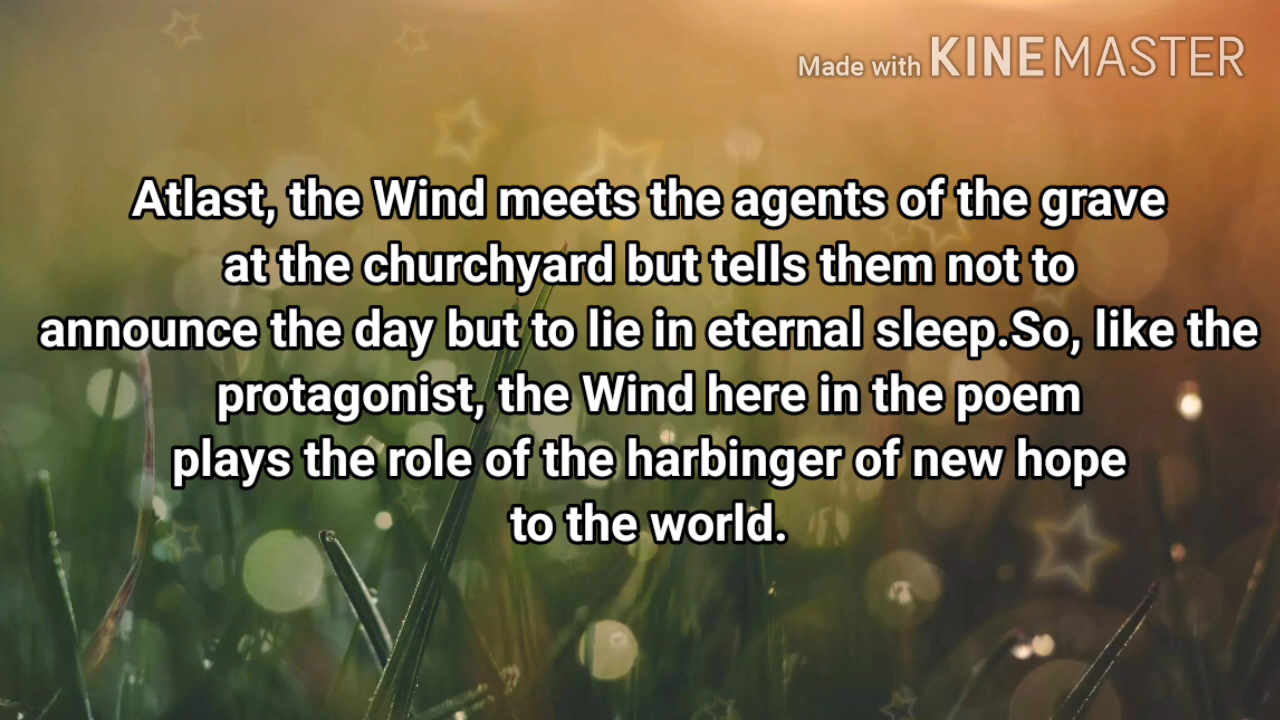 Made with KINEMASTER
Atlast, the Wind meets the agents of the grave
at the churchyard but tells them not to
announce the day but to lie in eternal sleep.So, like the
protagonist, the Wind here in the poem
plays the role of the harbinger of new hope
to the world.